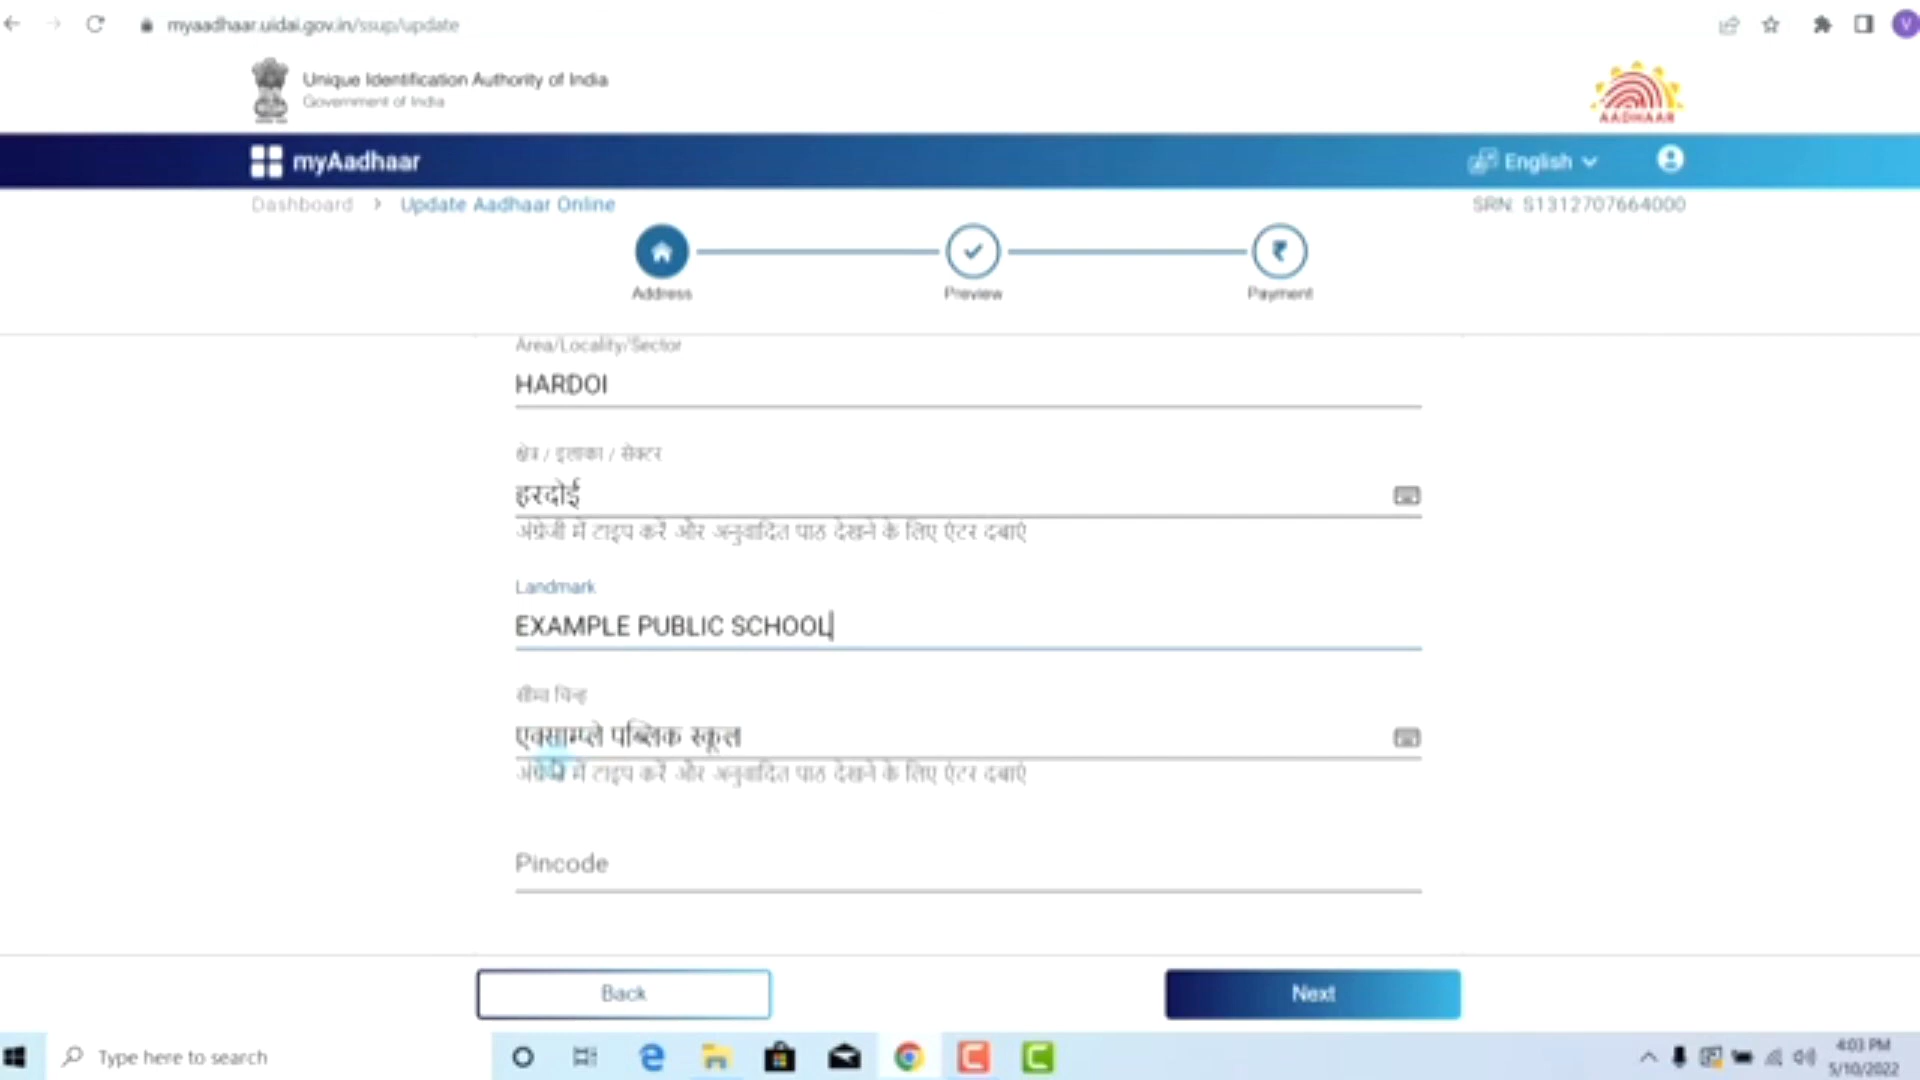 myaadhaar.uidai.gov.in/ssup/update
V
Unique Identification Authority of India
Government of India
AADHAAR
myAadhaar
English
Dashboard > Update Aadhaar Online
SRN: S1312707664000
Address
Preview
Payment
Area/Locality/Sector
HARDOI
क्षेत्र / इलाका / सेक्टर
हरदोई
अंग्रेजी में टाइप करें और अनुवादित पाठ देखने के लिए एंटर दबाएं
Landmark
EXAMPLE PUBLIC SCHOOL
सीमा चिन्ह
एक्साम्प्ले पब्लिक स्कूल
अंग्रेजी में टाइप करें और अनुवादित पाठ देखने के लिए एंटर दबाएं
Pincode
Back
Next
Type here to search
4:03 PM
5/10/2022